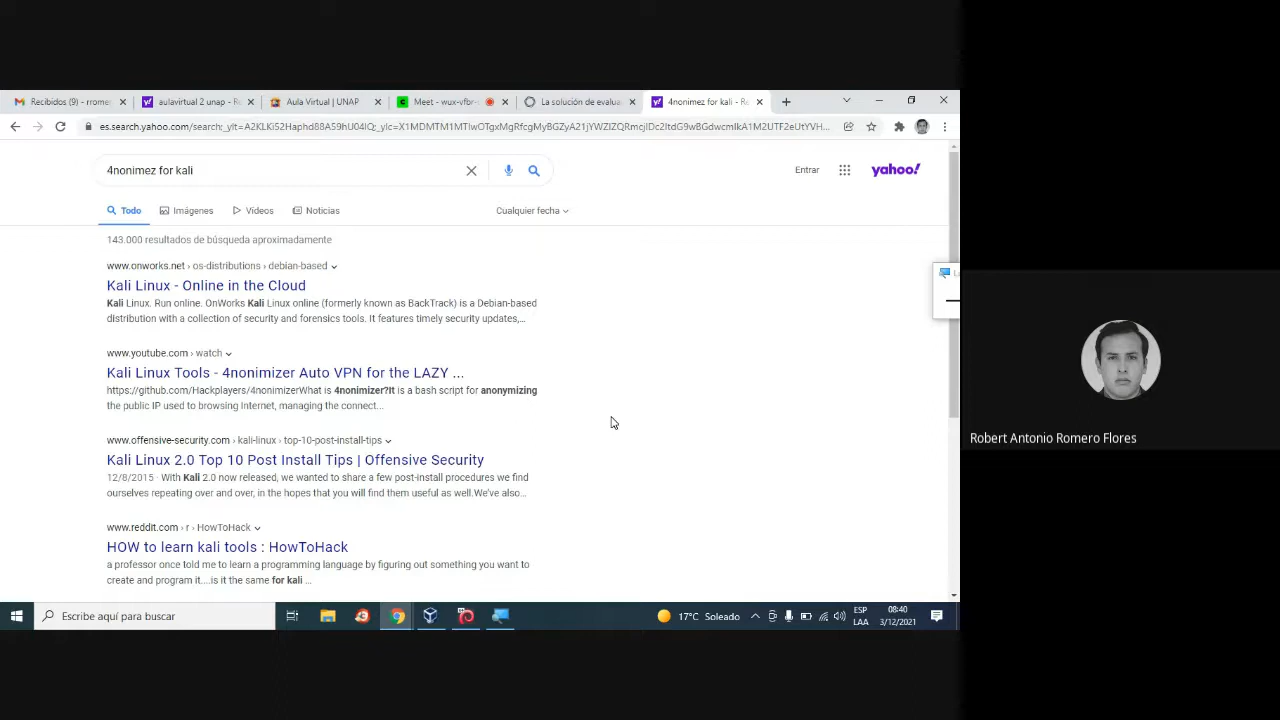 Recibidos (9) - rrome
aulavirtual 2 unap - Re
Aula Virtual | UNAP
Meet - wux-vfbr-
La solución de evalua
4nonimez for kali - Re
4nonimez for kali
Entrar
yahoo!
Todo
Imágenes
Vídeos
Noticias
Cualquier fecha
143.000 resultados de búsqueda aproximadamente
www.onworks.net › os-distributions › debian-based
Kali Linux - Online in the Cloud
Kali Linux. Run online. OnWorks Kali Linux online (formerly known as BackTrack) is a Debian-based
distribution with a collection of security and forensics tools. It features timely security updates,...
www.youtube.com › watch
Kali Linux Tools - 4nonimizer Auto VPN for the LAZY ...
https://github.com/Hackplayers/4nonimizerWhat is 4nonimizer?It is a bash script for anonymizing
the public IP used to browsing Internet, managing the connect...
www.offensive-security.com › kali-linux › top-10-post-install-tips
Kali Linux 2.0 Top 10 Post Install Tips | Offensive Security
12/8/2015 · With Kali 2.0 now released, we wanted to share a few post-install procedures we find
ourselves repeating over and over, in the hopes that you will find them useful as well.We've also...
www.reddit.com › r › HowToHack
HOW to learn kali tools : HowToHack
a professor once told me to learn a programming language by figuring out something you want to
create and program it....is it the same for kali ...
Robert Antonio Romero Flores
Escribe aquí para buscar
17°C Soleado
ESP
LAA
08:40
3/12/2021